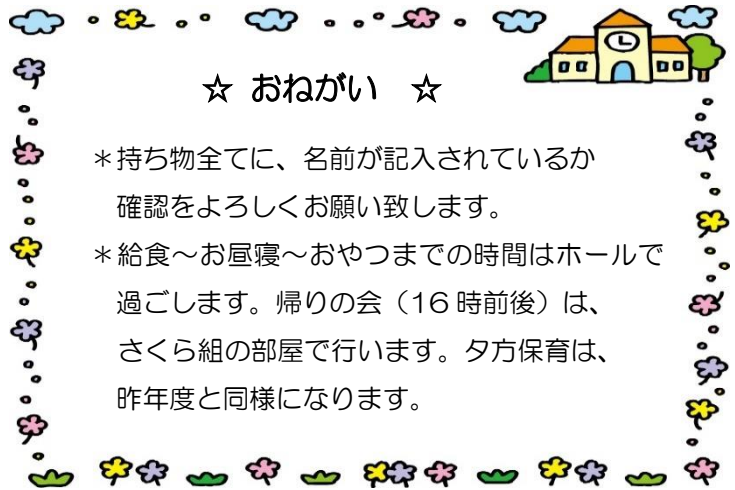 ☆ おねがい ☆
＊持ち物全てに、名前が記入されているか
確認をよろしくお願い致します。
＊給食～お昼寝～おやつまでの時間はホールで
過ごします。帰りの会（16時前後）は、
さくら組の部屋で行います。夕方保育は、
昨年度と同様になります。